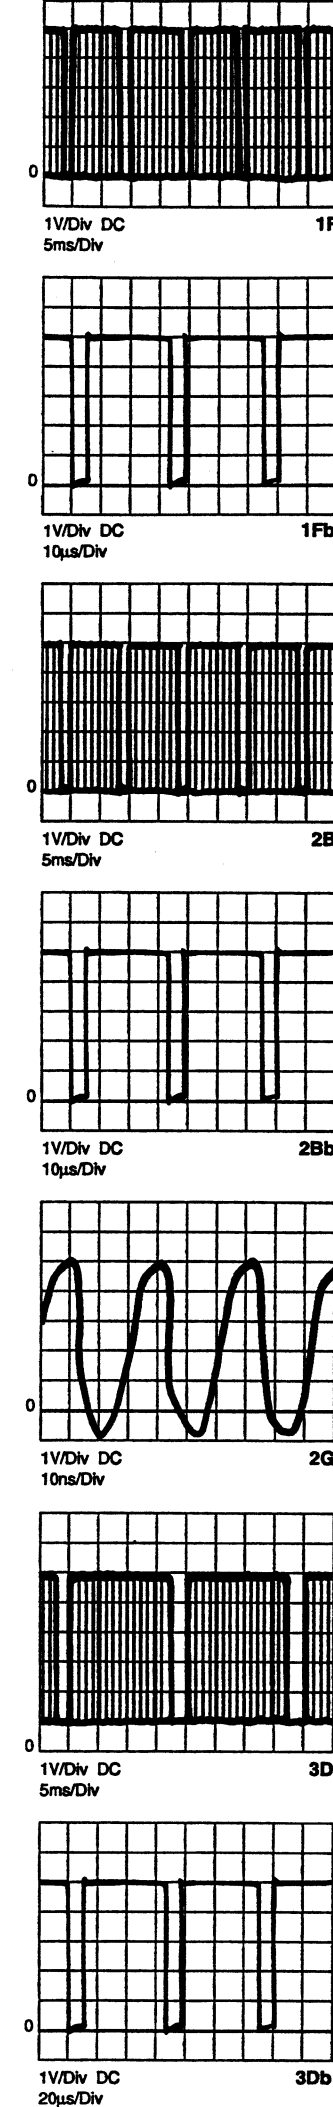 0
1V/Div DC 1F
5ms/Div
0
1V/Div DC 1Fb
10µs/Div
0
1V/Div DC 2B
5ms/Div
0
1V/Div DC 2Bb
10µs/Div
0
1V/Div DC 2G
10ns/Div
0
1V/Div DC 3D
5ms/Div
0
1V/Div DC 3Db
20µs/Div